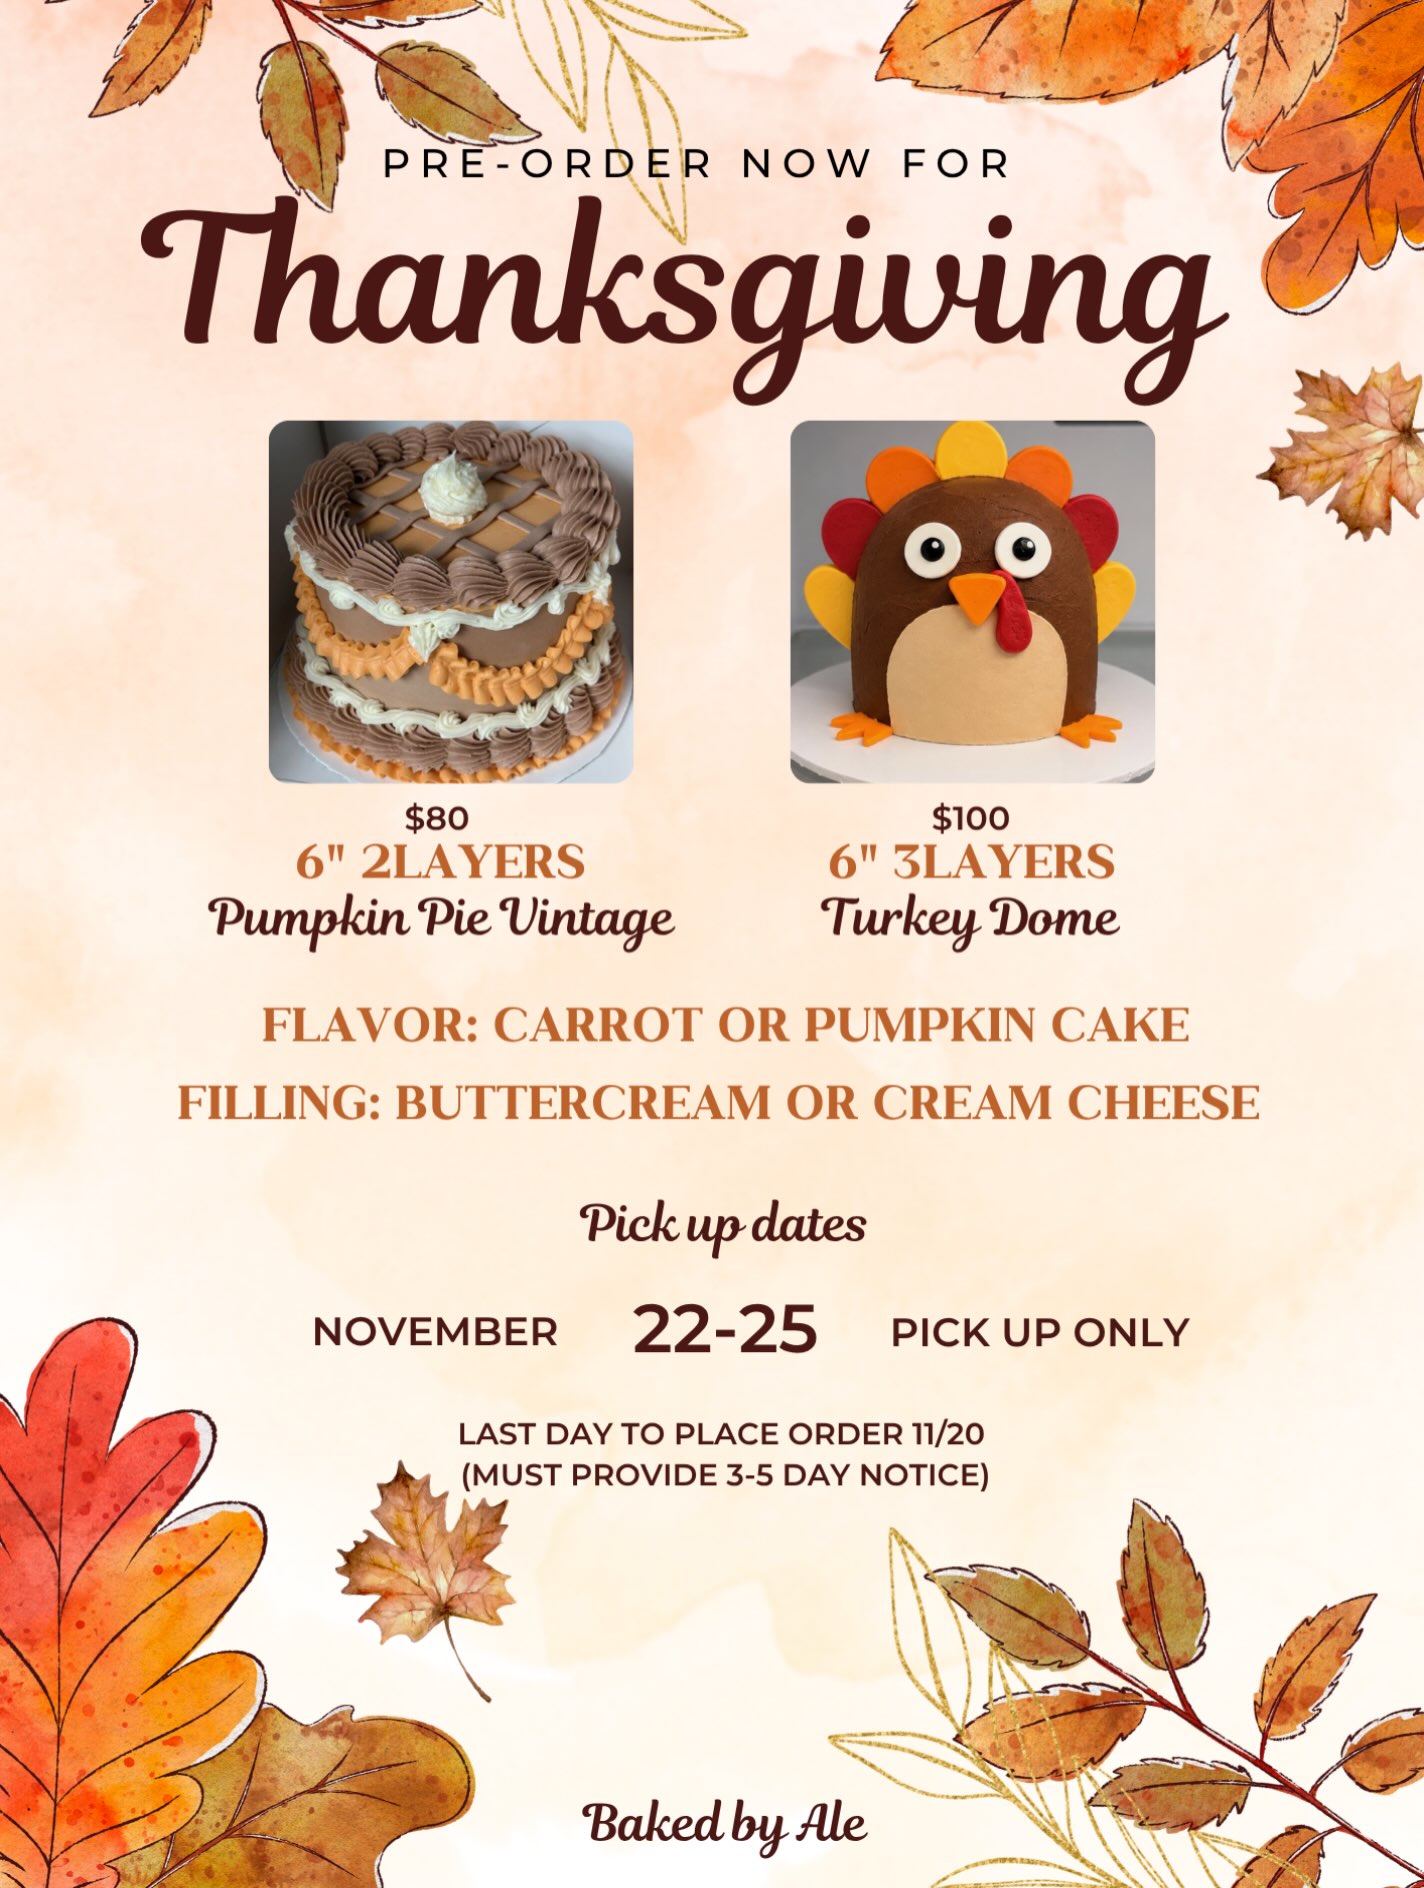 PRE-ORDER NOW FOR
Thanksgiving
$80
6" 2LAYERS
Pumpkin Pie Vintage
$100
6" 3LAYERS
Turkey Dome
FLAVOR: CARROT OR PUMPKIN CAKE
FILLING: BUTTERCREAM OR CREAM CHEESE
Pick up dates
NOVEMBER 22-25 PICK UP ONLY
LAST DAY TO PLACE ORDER 11/20
(MUST PROVIDE 3-5 DAY NOTICE)
Baked by Ale